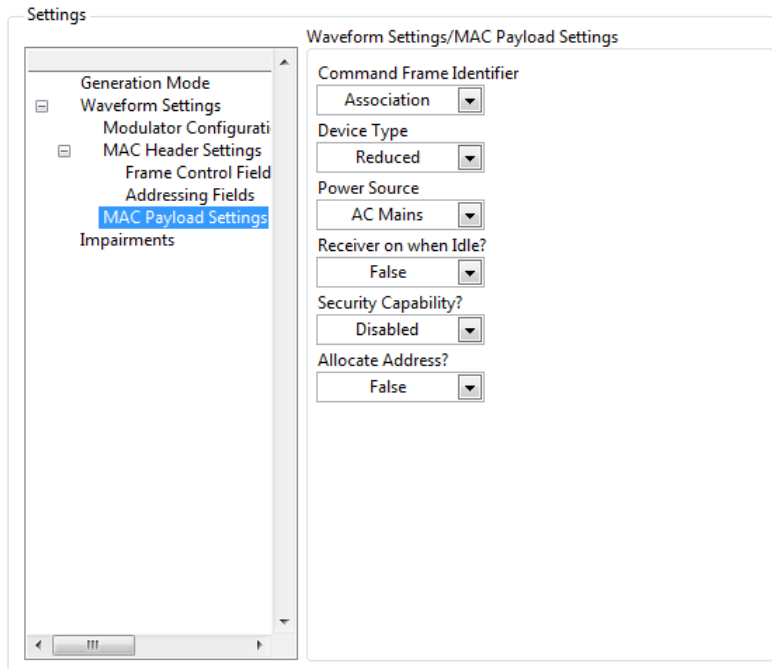 Settings
Generation Mode
Waveform Settings
Modulator Configurati
MAC Header Settings
Frame Control Field
Addressing Fields
MAC Payload Settings
Impairments
Waveform Settings/MAC Payload Settings
Command Frame Identifier
Association
Device Type
Reduced
Power Source
AC Mains
Receiver on when Idle?
False
Security Capability?
Disabled
Allocate Address?
False